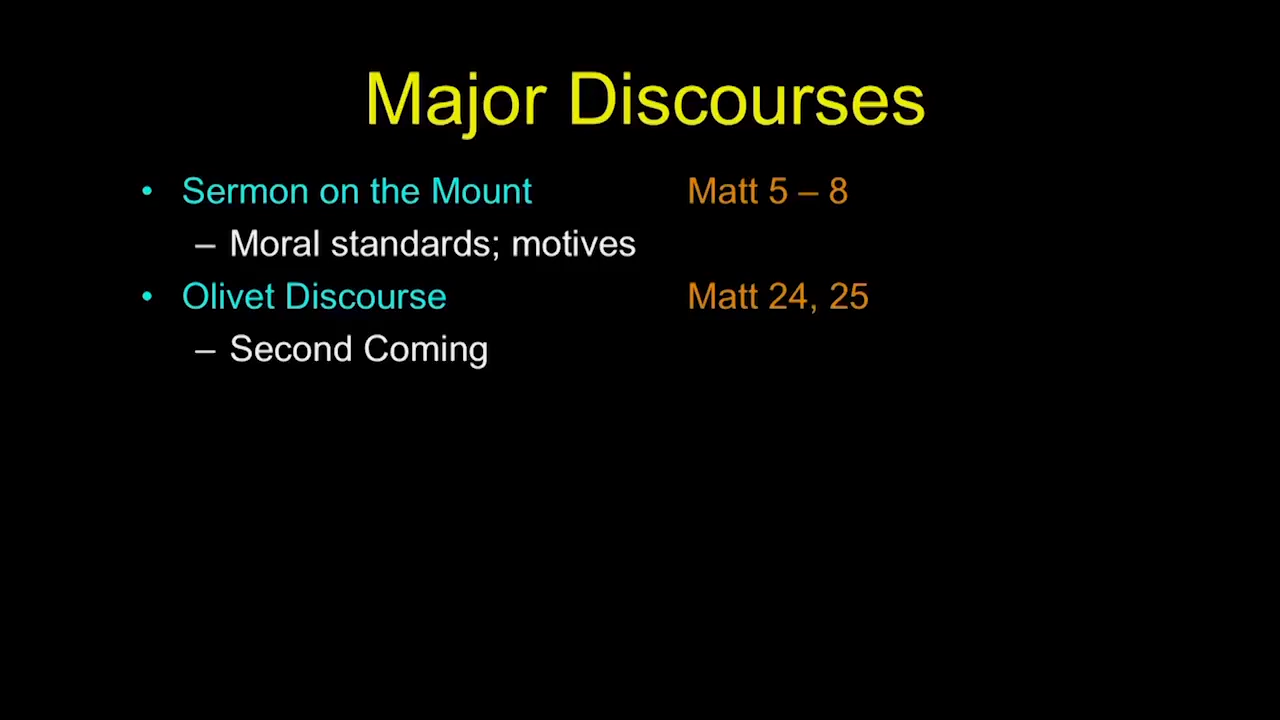 Major Discourses
• Sermon on the Mount Matt 5 – 8
– Moral standards; motives
• Olivet Discourse Matt 24, 25
– Second Coming